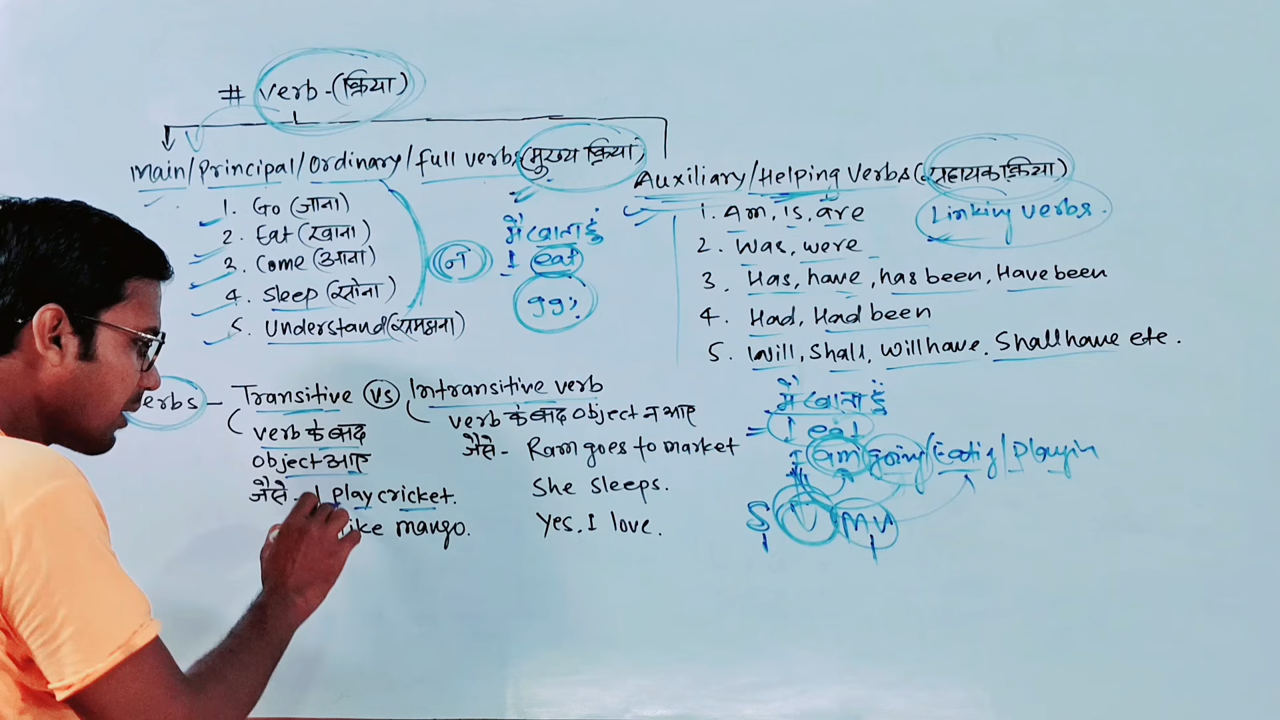 # Verb-(क्रिया)
Main/Principal/Ordinary/full verbs(मुख्य क्रिया)
1. Go (जाना)
2. Eat (खाना)
3. Come (आना)
4. Sleep (सोना)
5. Understand(समझना)
ने
मैं खाता हूं
I eat
Auxiliary/Helping Verbs(सहायक क्रिया)
1. Am, is, are
Linking verbs.
2. Was, were
3. Has, have, has been, Have been
4. Had, Had been
5. Will, Shall, Will have, Shall have etc.
erbs - Transitive vs Intransitive verb
verb के बाद
object आए
जैसे- I play cricket.
like mango.
verb के बाद object न आए
जैसे- Ram goes to market
She sleeps.
Yes. I love.
मैं खाता हूं
I eat
I am going/Eatig/Playin
S V MV